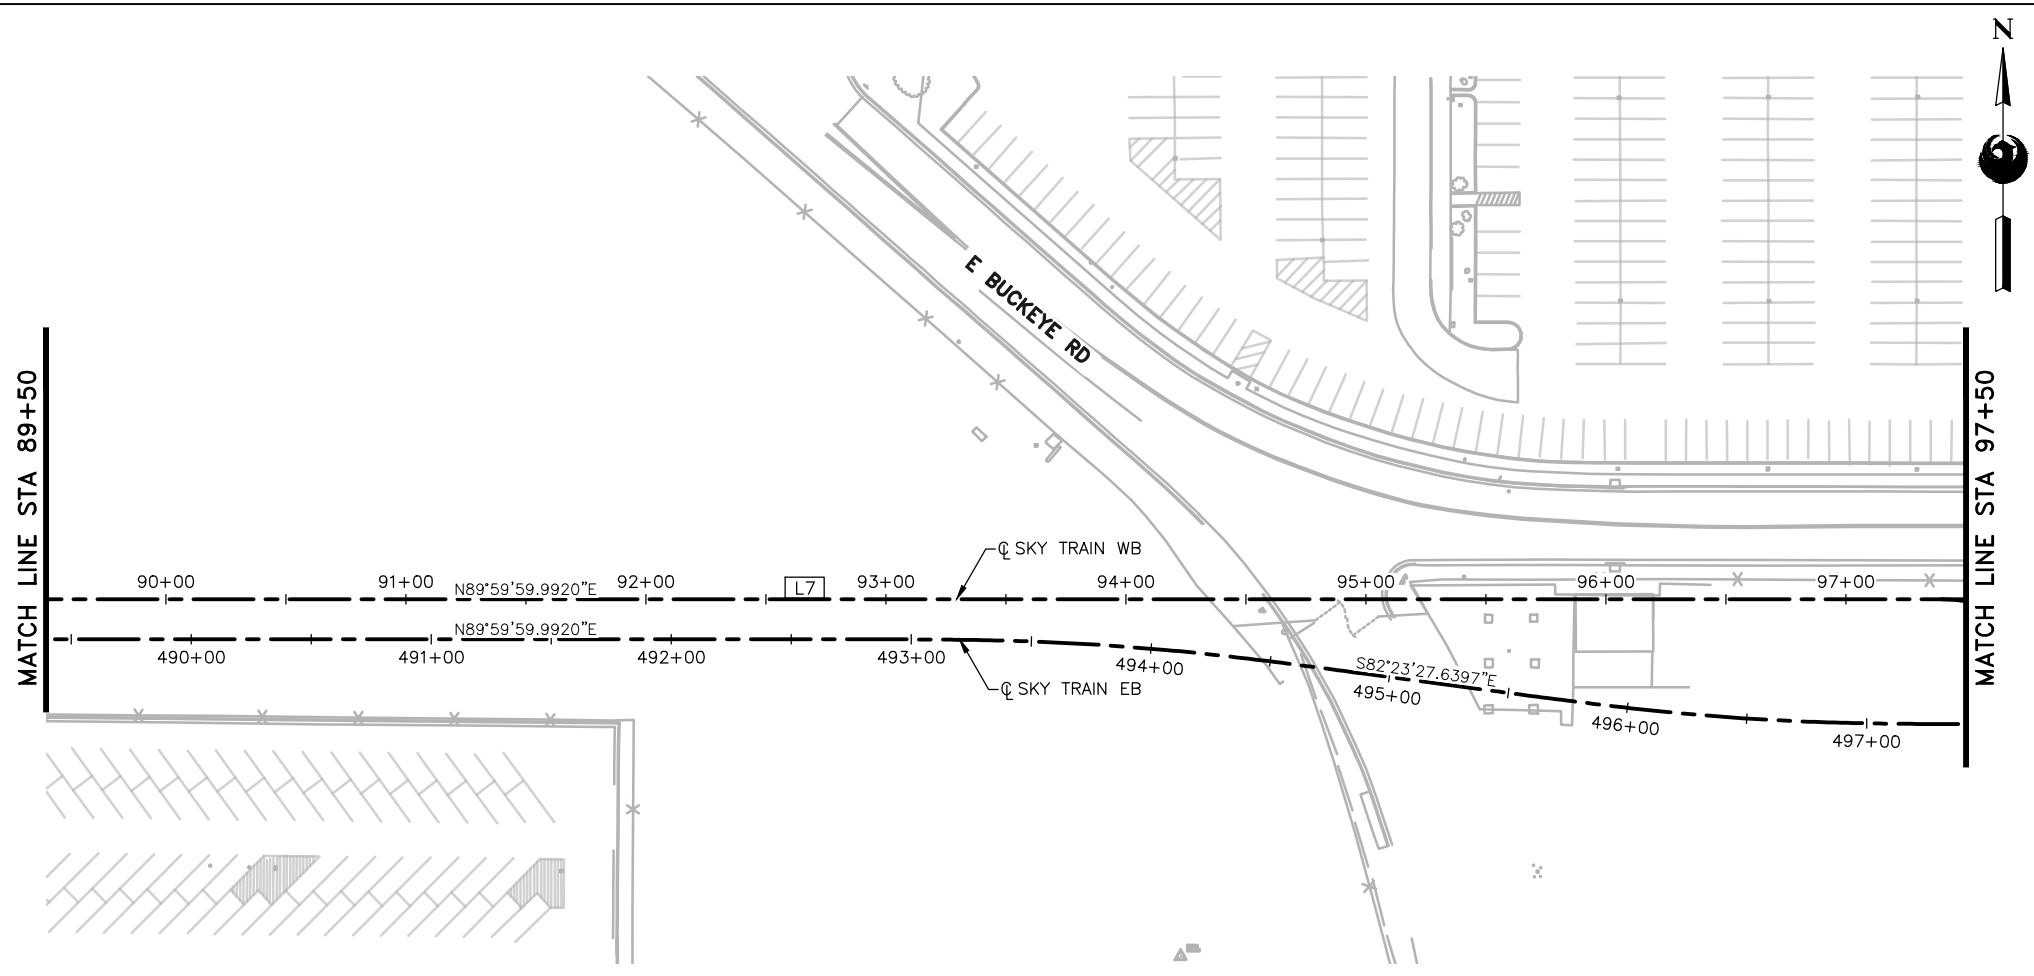 N
E BUCKEYE RD
MATCH LINE STA 89+50
MATCH LINE STA 97+50
℄ SKY TRAIN WB
90+00 91+00 92+00 L7 93+00 94+00 95+00 96+00 97+00
N89°59'59.9920"E
N89°59'59.9920"E
490+00 491+00 492+00 493+00 494+00 495+00 496+00 497+00
S82°23'27.6397"E
℄ SKY TRAIN EB